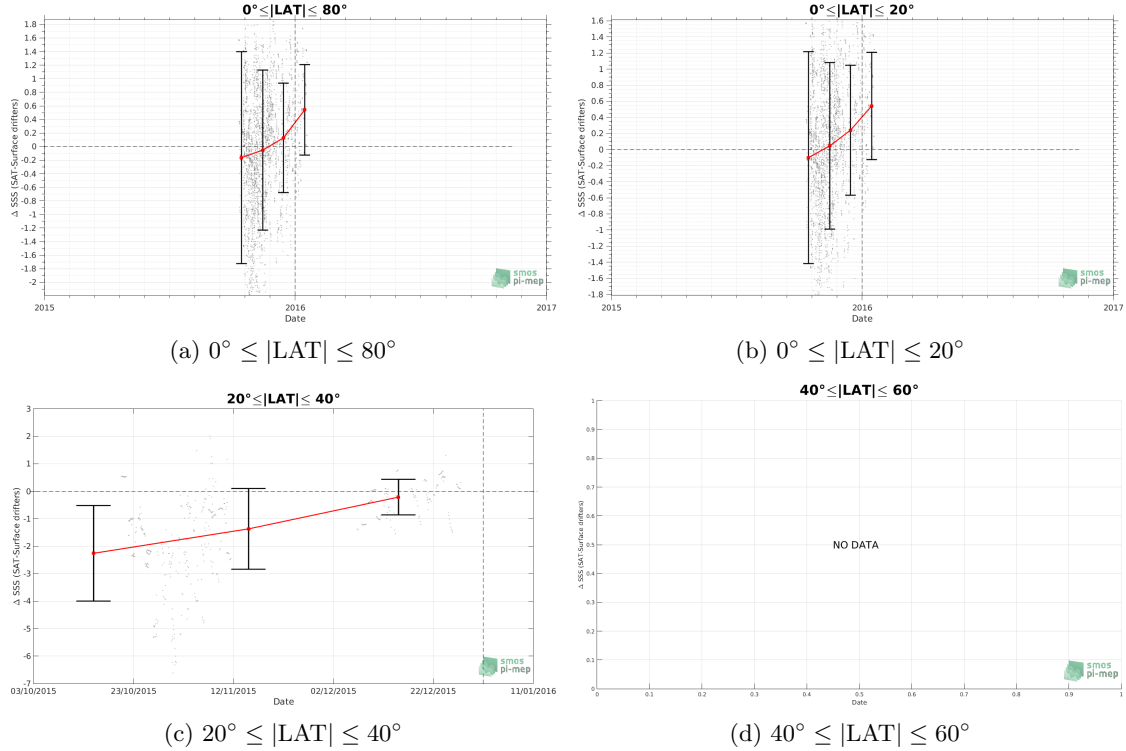 0°≤|LAT|≤ 80°
1.8
1.6
1.4
1.2
1
0.8
0.6
0.4
0.2
0
-0.2
-0.4
-0.6
-0.8
-1
-1.2
-1.4
-1.6
-1.8
-2
Δ SSS (SAT-Surface drifters)
smos
pi-mep
2015 2016 2017
Date
(a) 0° ≤ |LAT| ≤ 80°
0°≤|LAT|≤ 20°
1.6
1.4
1.2
1
0.8
0.6
0.4
0.2
0
-0.2
-0.4
-0.6
-0.8
-1
-1.2
-1.4
-1.6
-1.8
Δ SSS (SAT-Surface drifters)
smos
pi-mep
2015 2016 2017
Date
(b) 0° ≤ |LAT| ≤ 20°
20°≤|LAT|≤ 40°
3
2
1
0
-1
-2
-3
-4
-5
-6
-7
Δ SSS (SAT-Surface drifters)
smos
pi-mep
03/10/2015 23/10/2015 12/11/2015 02/12/2015 22/12/2015 11/01/2016
Date
(c) 20° ≤ |LAT| ≤ 40°
40°≤|LAT|≤ 60°
1
0.9
0.8
0.7
0.6
0.5
0.4
0.3
0.2
0.1
0
Δ SSS (SAT-Surface drifters)
NO DATA
smos
pi-mep
0 0.1 0.2 0.3 0.4 0.5 0.6 0.7 0.8 0.9 1
Date
(d) 40° ≤ |LAT| ≤ 60°